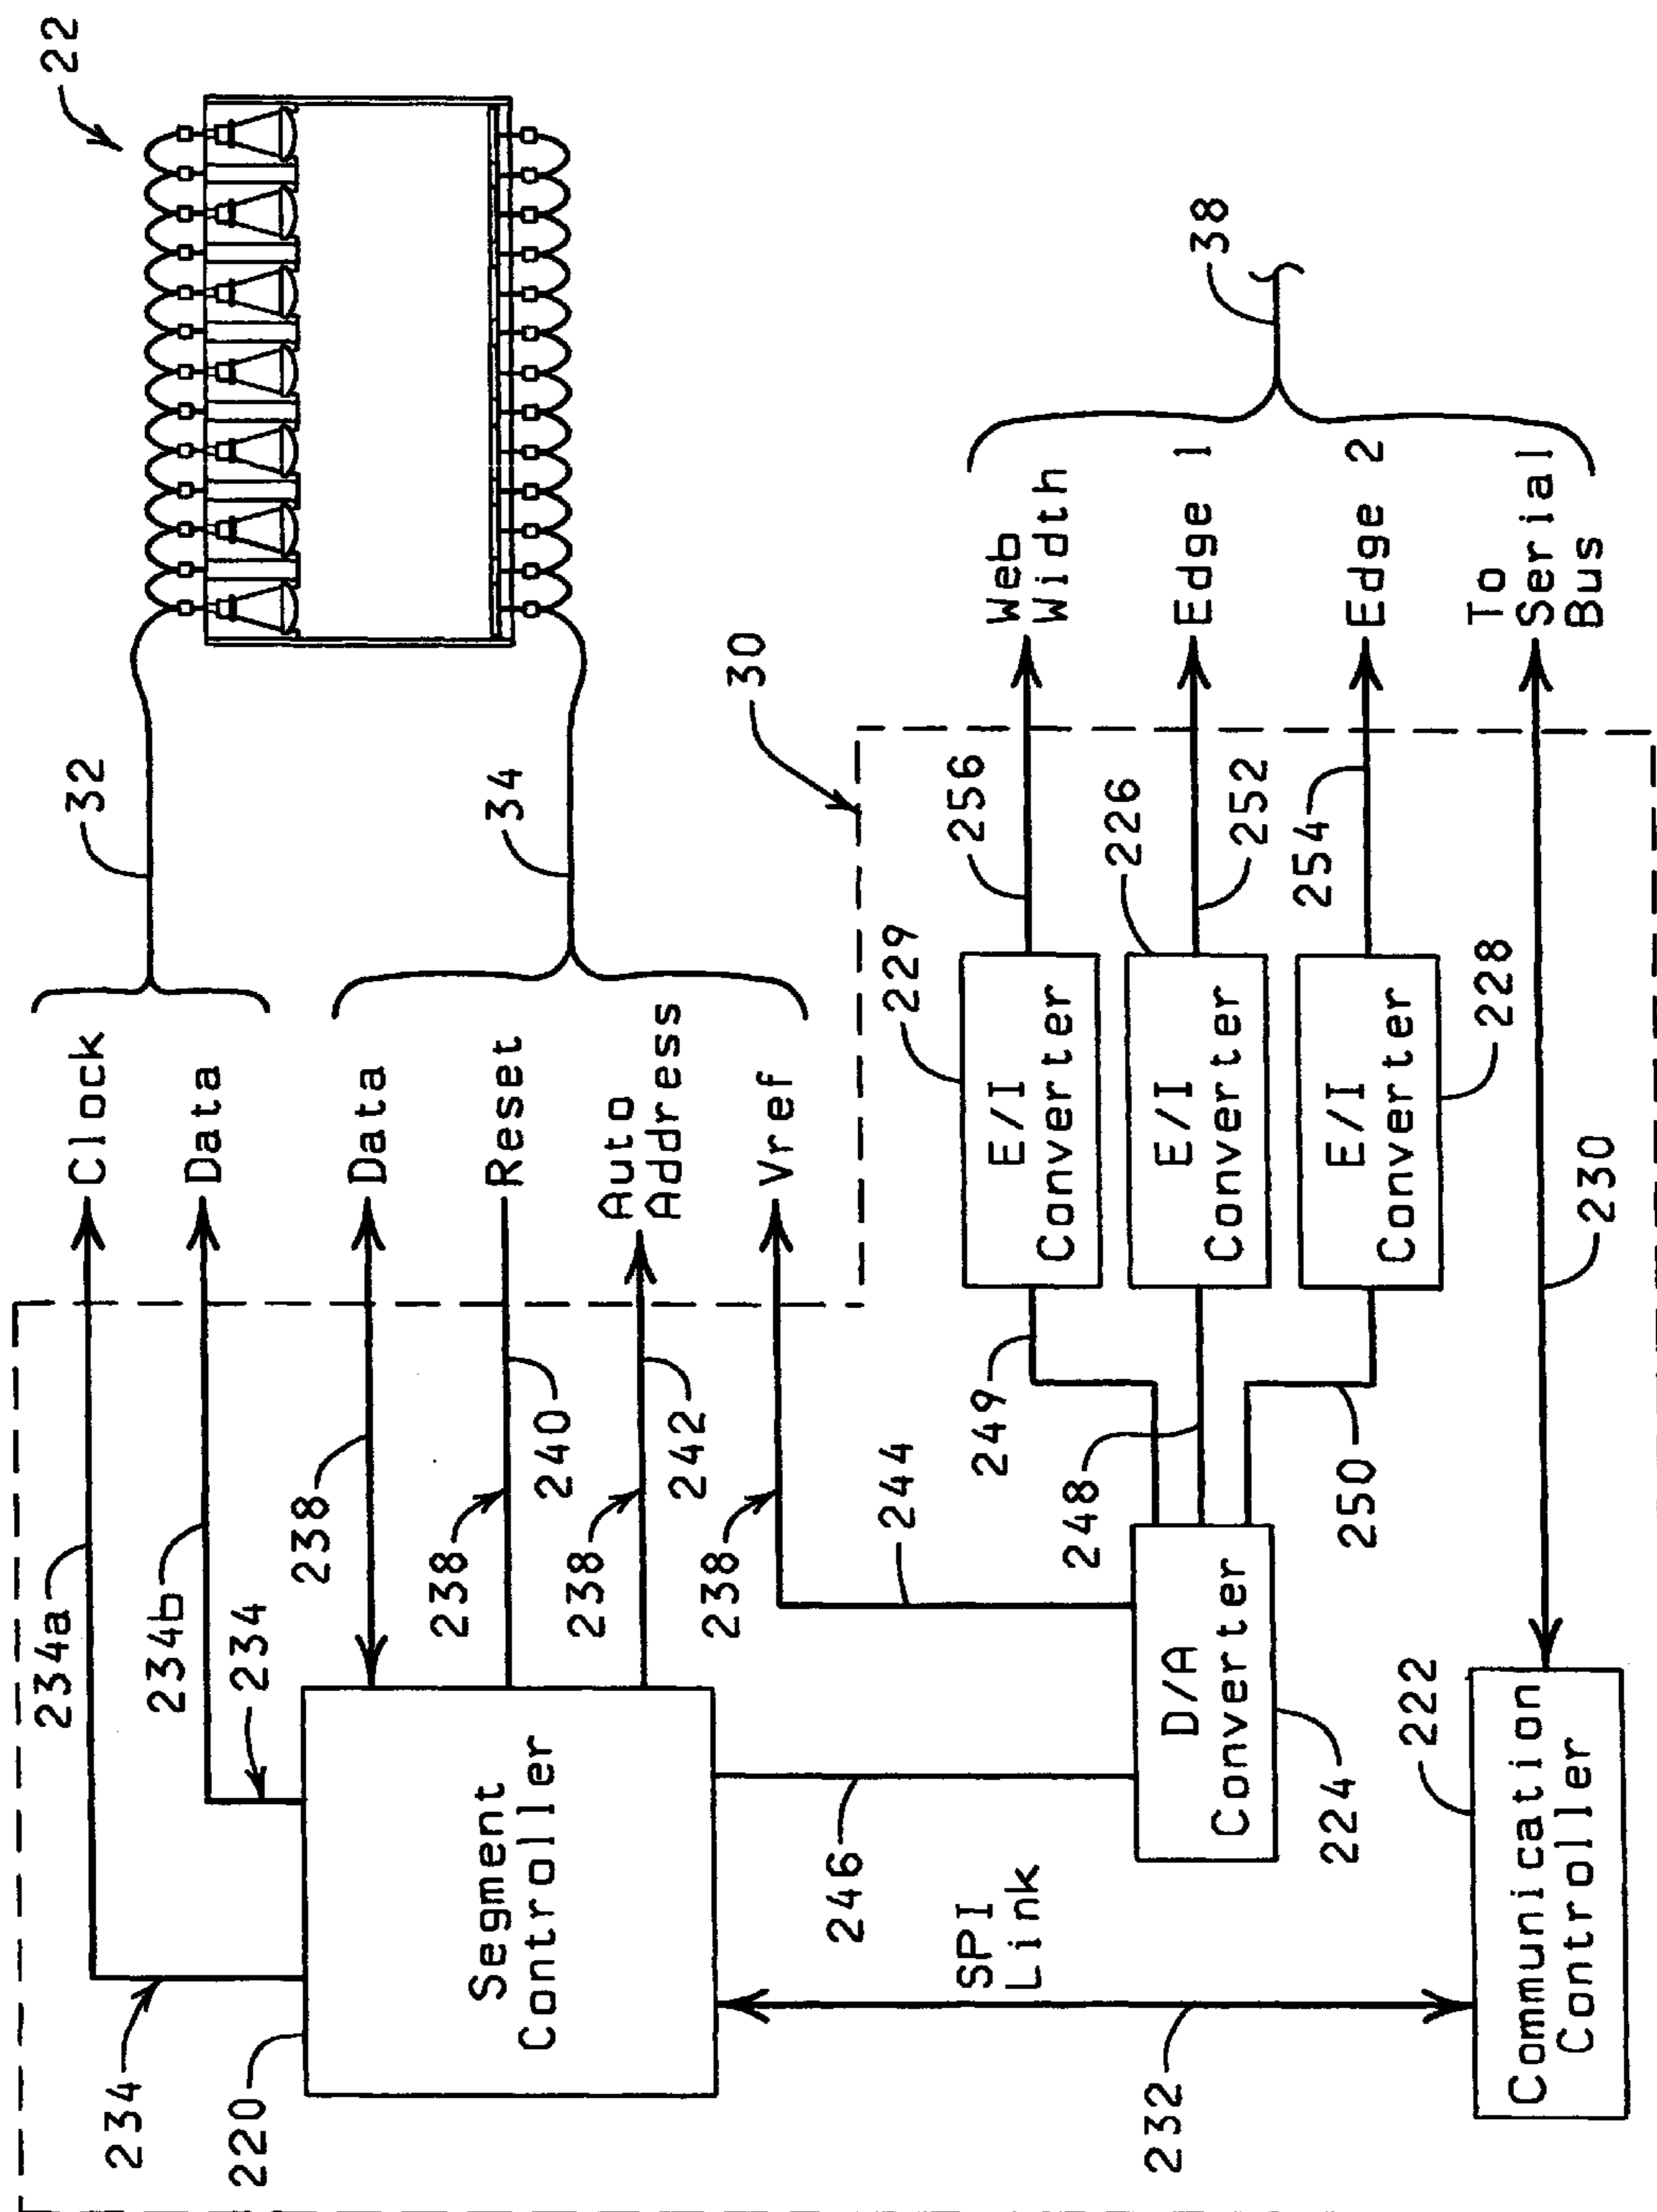 22
234a
32
Clock
234
234b
Data
234
220
238
Data
238
Reset
34
240
Segment
Controller
238
Auto
Address
242
238
Vref
30
246
244
SPI
Link
249
229
256
Web
Width
E/I
Converter
248
226
232
D/A
Converter
E/I
Converter
252
Edge 1
38
224
250
E/I
Converter
254
Edge 2
222
228
To
Serial
Bus
Communication
Controller
230